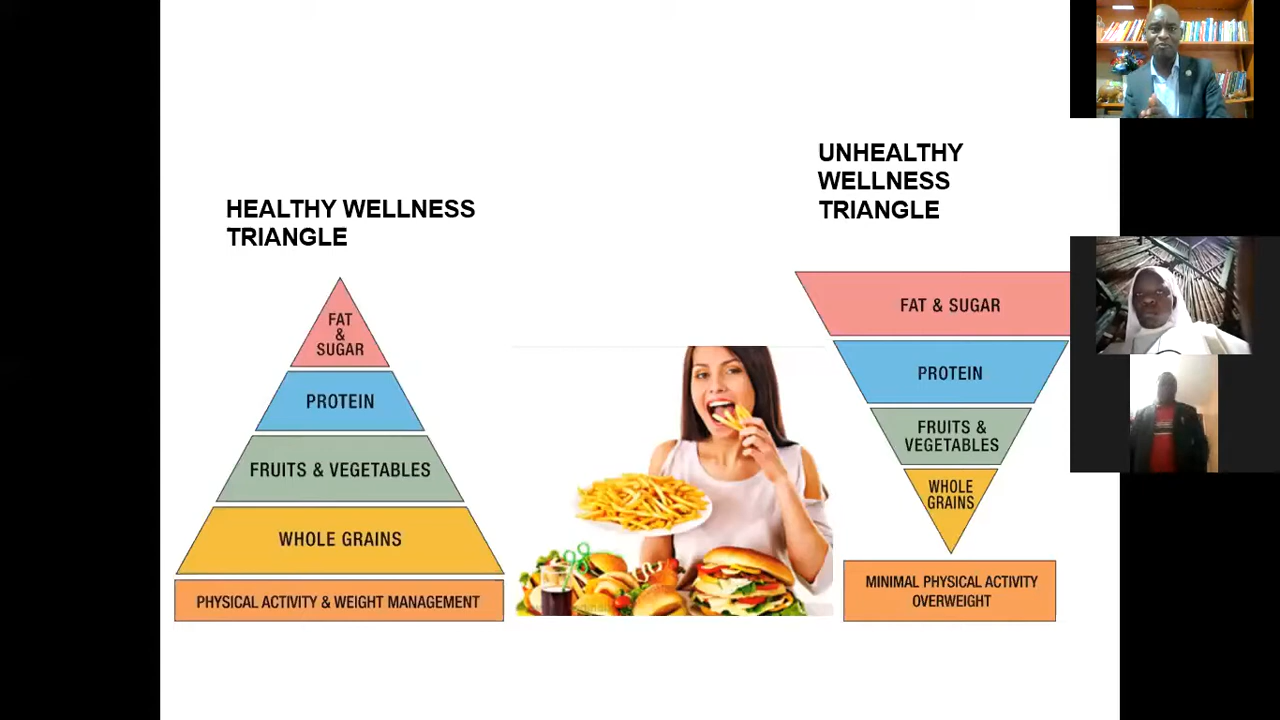 HEALTHY WELLNESS
TRIANGLE
FAT
&
SUGAR
PROTEIN
FRUITS & VEGETABLES
WHOLE GRAINS
PHYSICAL ACTIVITY & WEIGHT MANAGEMENT
UNHEALTHY
WELLNESS
TRIANGLE
FAT & SUGAR
PROTEIN
FRUITS &
VEGETABLES
WHOLE
GRAINS
MINIMAL PHYSICAL ACTIVITY
OVERWEIGHT